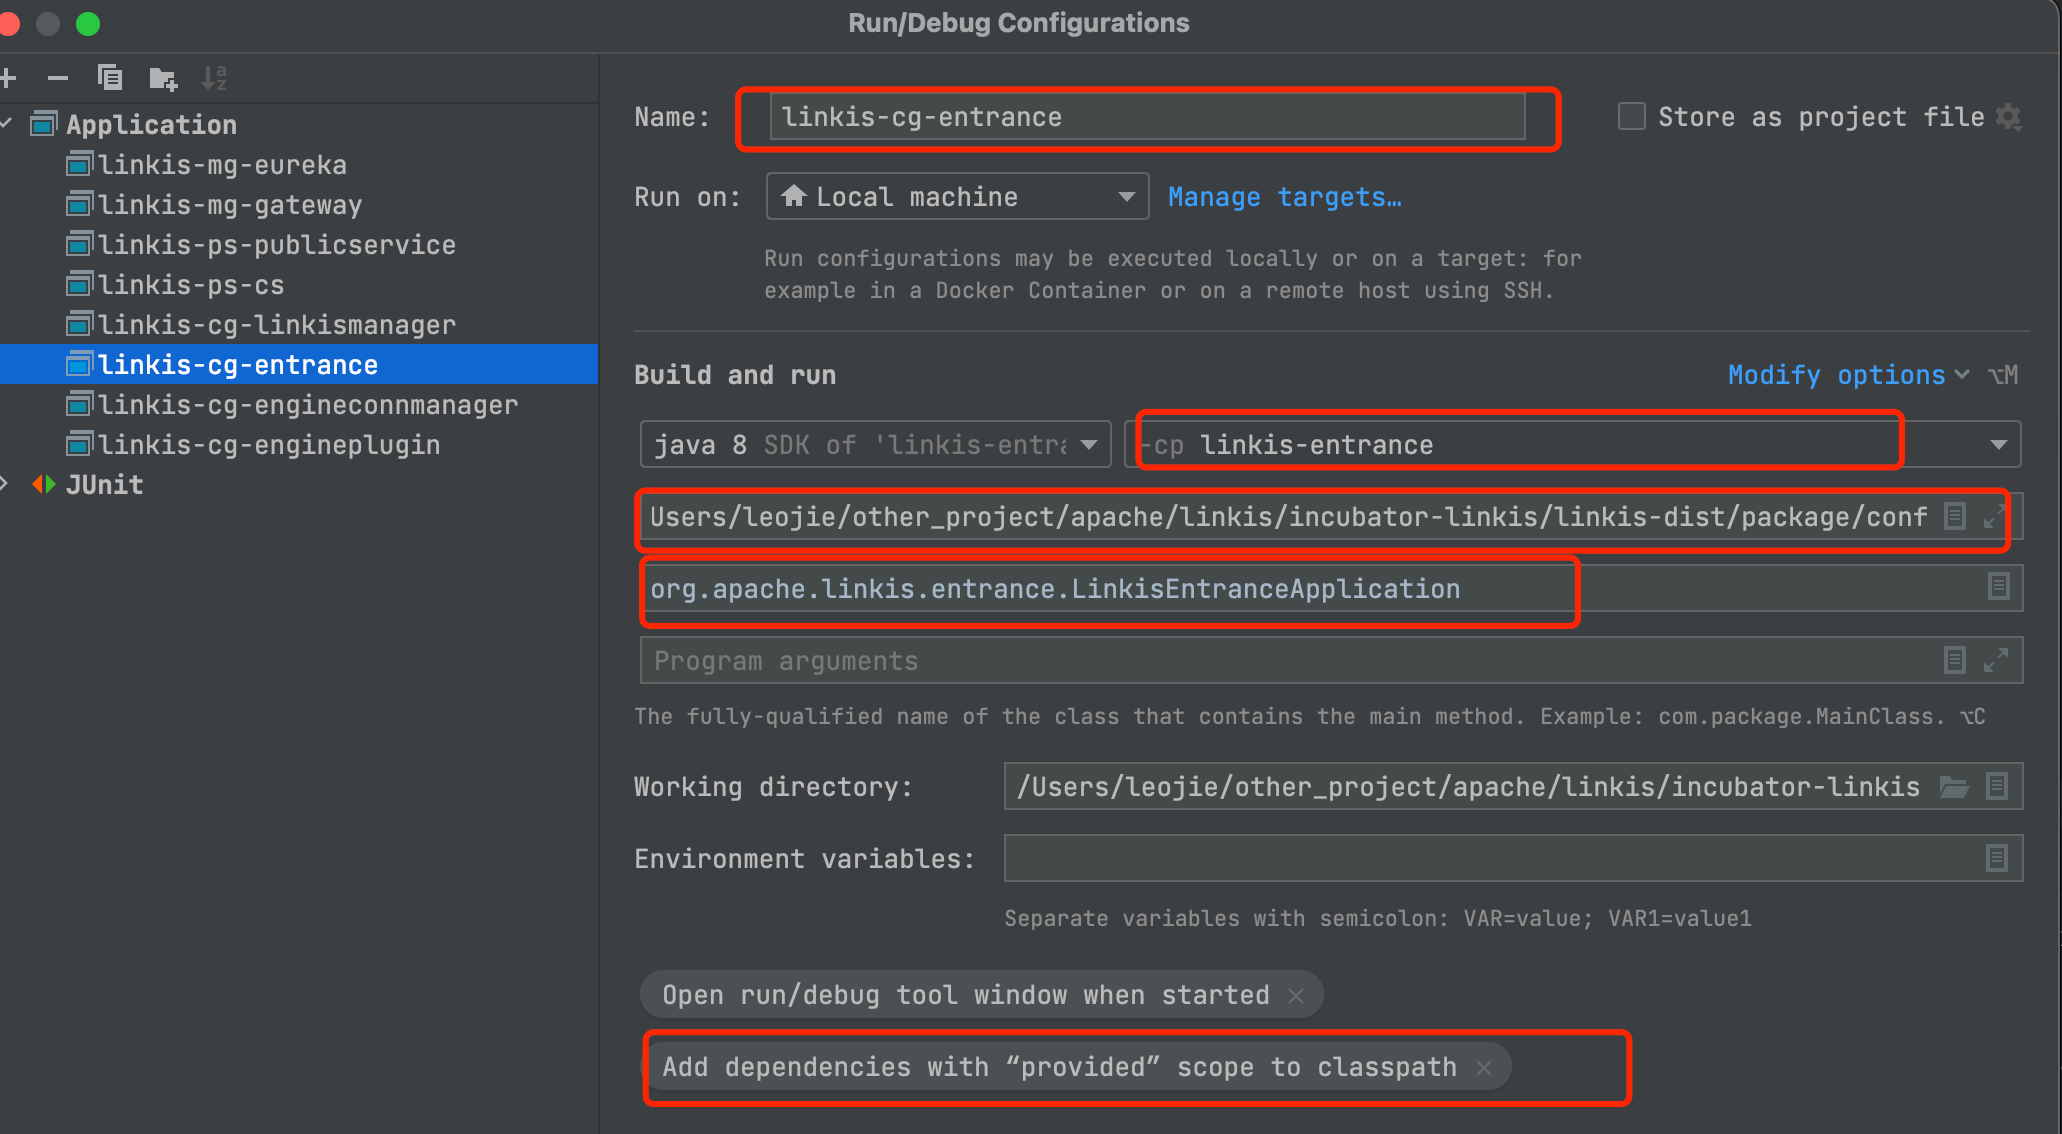 Run/Debug Configurations
Application
linkis-mg-eureka
linkis-mg-gateway
linkis-ps-publicservice
linkis-ps-cs
linkis-cg-linkismanager
linkis-cg-entrance
linkis-cg-engineconnmanager
linkis-cg-engineplugin
JUnit
Name: linkis-cg-entrance
Store as project file
Run on: Local machine Manage targets…
Run configurations may be executed locally or on a target: for
example in a Docker Container or on a remote host using SSH.
Build and run Modify options ⌥M
java 8 SDK of 'linkis-entra -cp linkis-entrance
Users/leojie/other_project/apache/linkis/incubator-linkis/linkis-dist/package/conf
org.apache.linkis.entrance.LinkisEntranceApplication
Program arguments
The fully-qualified name of the class that contains the main method. Example: com.package.MainClass. ⌥C
Working directory: /Users/leojie/other_project/apache/linkis/incubator-linkis
Environment variables:
Separate variables with semicolon: VAR=value; VAR1=value1
Open run/debug tool window when started ×
Add dependencies with “provided” scope to classpath ×